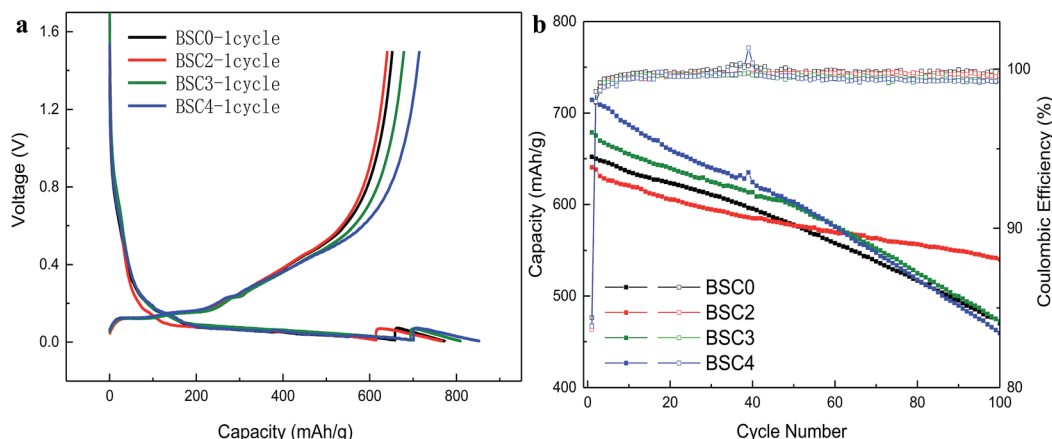 a
1.6
1.2
0.8
0.4
0.0
Voltage (V)
BSC0-1cycle
BSC2-1cycle
BSC3-1cycle
BSC4-1cycle
0
200
400
600
800
Capacity (mAh/g)
b
800
700
600
500
400
Capacity (mAh/g)
BSC0
BSC2
BSC3
BSC4
100
90
80
Coulombic Efficiency (%)
0
20
40
60
80
100
Cycle Number